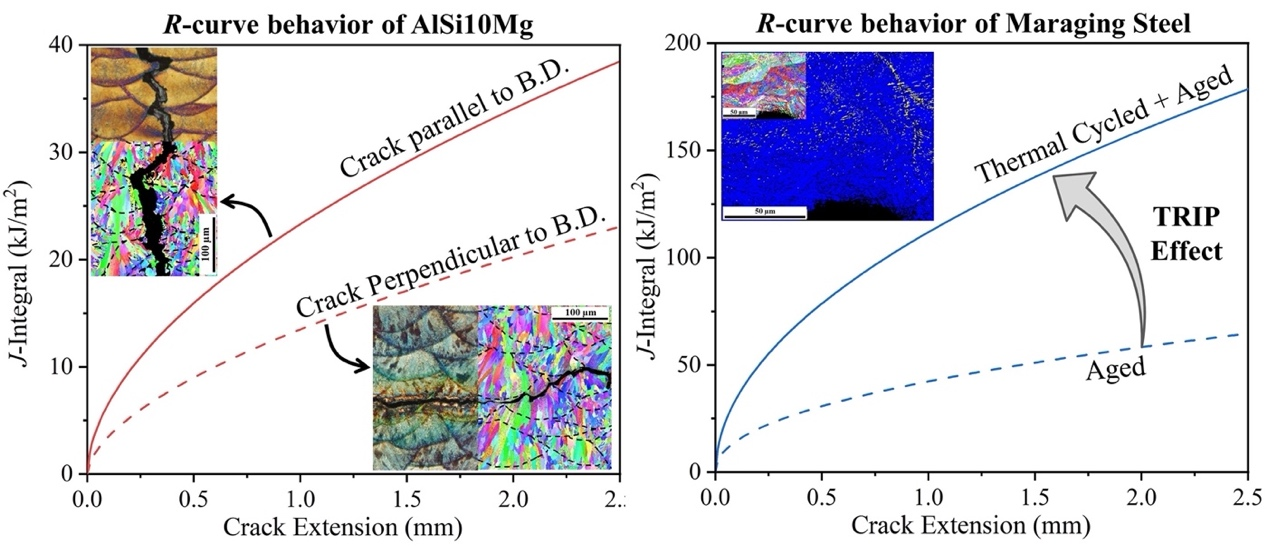 R-curve behavior of AlSi10Mg
J-Integral (kJ/m²)
40
30
20
10
0
Crack parallel to B.D.
Crack Perpendicular to B.D.
100 µm
100 µm
0.0
0.5
1.0
1.5
2.0
2.
Crack Extension (mm)
R-curve behavior of Maraging Steel
J-Integral (kJ/m²)
200
150
100
50
0
50 µm
50 µm
Thermal Cycled + Aged
TRIP
Effect
Aged
0.0
0.5
1.0
1.5
2.0
2.5
Crack Extension (mm)